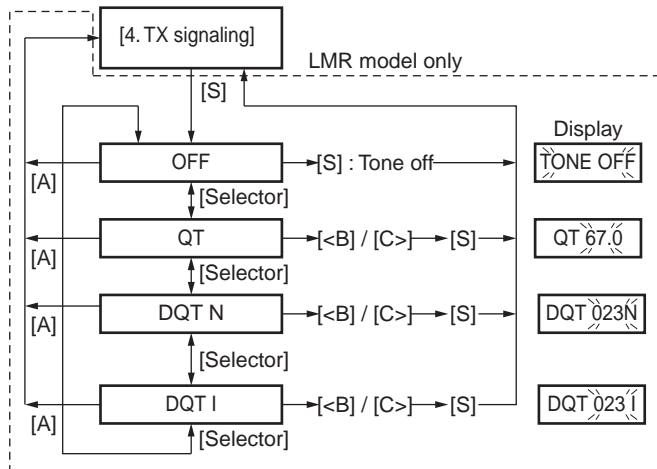 [4. TX signaling]
LMR model only
[S]
Display
OFF
[S] : Tone off
TONE OFF
[A]
[Selector]
QT
[<B] / [C>]
[S]
QT 67.0
[A]
[Selector]
DQT N
[<B] / [C>]
[S]
DQT 023N
[A]
[Selector]
DQT I
[<B] / [C>]
[S]
DQT 023 I
[A]
[Selector]